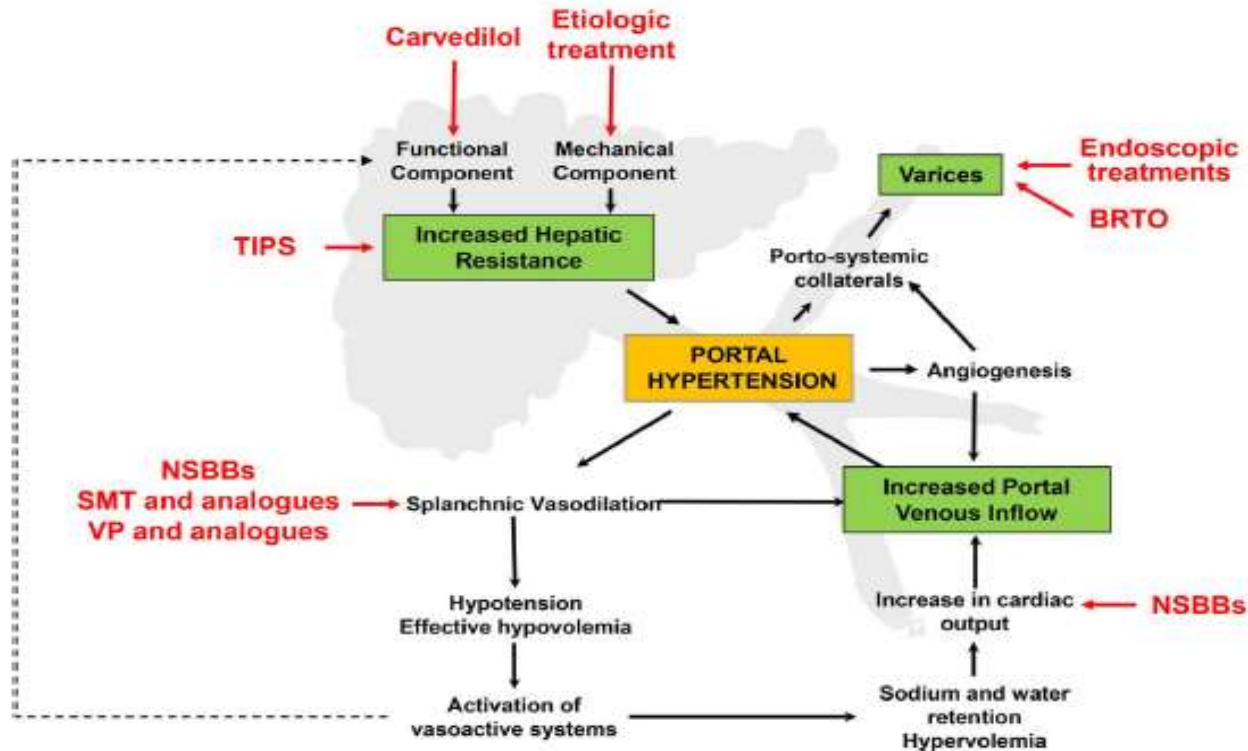 Carvedilol
Etiologic
treatment
Functional
Component
Mechanical
Component
Varices
Endoscopic
treatments
BRTO
TIPS
Increased Hepatic
Resistance
Porto-systemic
collaterals
PORTAL
HYPERTENSION
Angiogenesis
NSBBs
SMT and analogues
VP and analogues
Splanchnic Vasodilation
Increased Portal
Venous Inflow
Hypotension
Effective hypovolemia
Increase in cardiac
output
NSBBs
Activation of
vasoactive systems
Sodium and water
retention
Hypervolemia